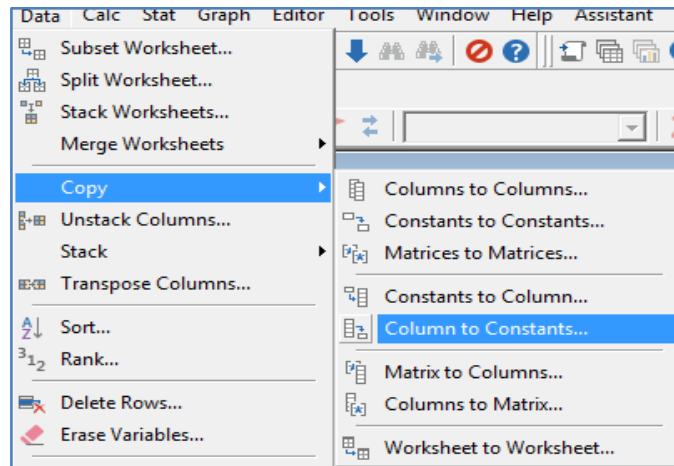 Data Calc Stat Graph Editor Tools Window Help Assistant
Subset Worksheet...
Split Worksheet...
Stack Worksheets...
Merge Worksheets
Copy
Unstack Columns...
Stack
Transpose Columns...
Sort...
Rank...
Delete Rows...
Erase Variables...
Columns to Columns...
Constants to Constants...
Matrices to Matrices...
Constants to Column...
Column to Constants...
Matrix to Columns...
Columns to Matrix...
Worksheet to Worksheet...